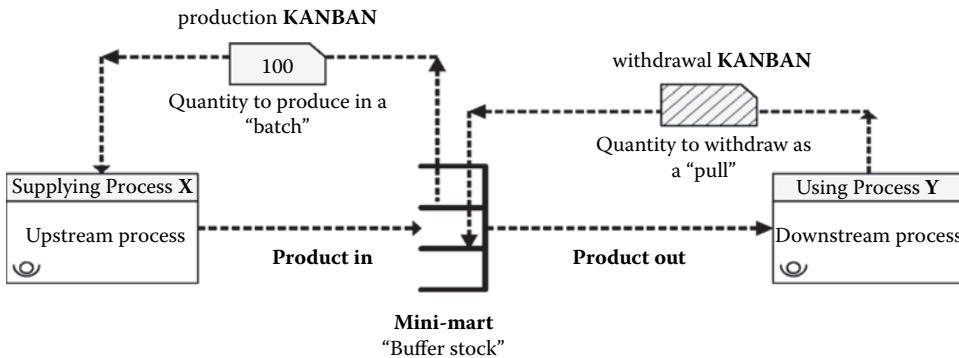 production KANBAN
100
Quantity to produce in a
“batch”
withdrawal KANBAN
Quantity to withdraw as
a “pull”
Supplying Process X
Upstream process
Product in
Mini-mart
“Buffer stock”
Product out
Using Process Y
Downstream process